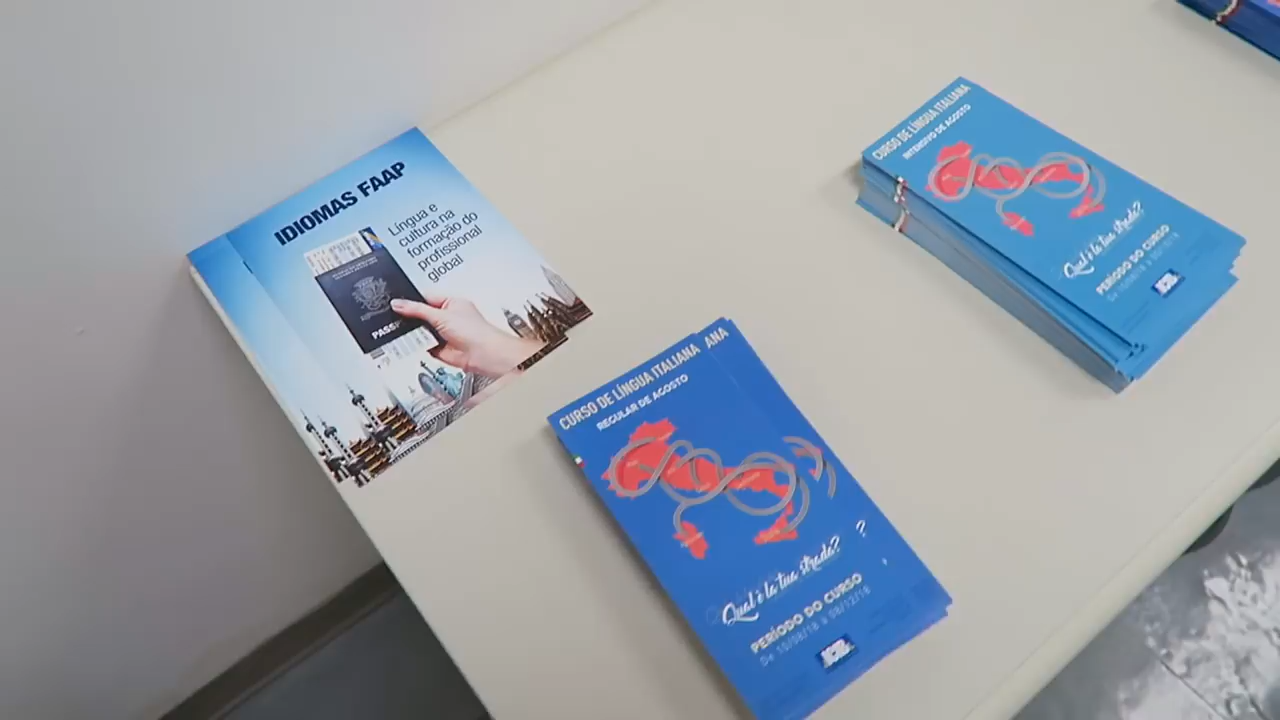 IDIOMAS FAAP
Língua e
cultura na
formação do
profissional
global
PASS
CURSO DE LÍNGUA ITALIANA
INTENSIVO DE AGOSTO
Qual è la tua strada?
PERÍODO DO CURSO
CURSO DE LÍNGUA ITALIANA
ANA
REGULAR DE AGOSTO
Qual è la tua strada?
?
PERÍODO DO CURSO